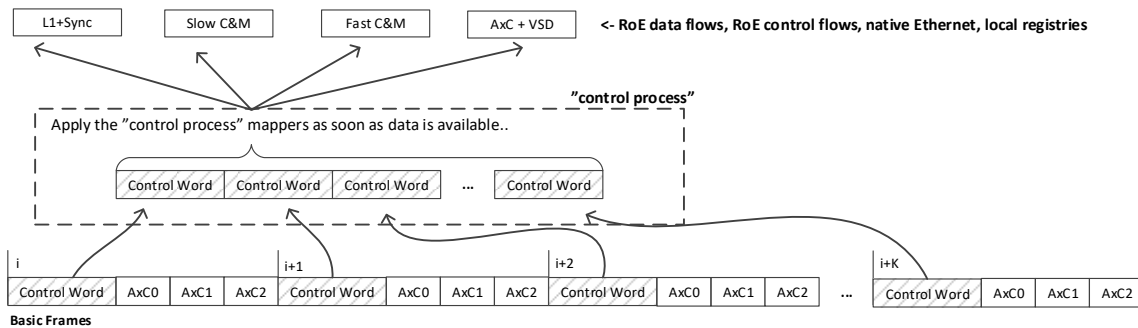 L1+Sync Slow C&M Fast C&M AxC + VSD <- RoE data flows, RoE control flows, native Ethernet, local registries
”control process”
Apply the ”control process” mappers as soon as data is available..
Control Word Control Word Control Word ... Control Word
i i+1 i+2 i+K
Control Word AxC0 AxC1 AxC2 Control Word AxC0 AxC1 AxC2 Control Word AxC0 AxC1 AxC2 ... Control Word AxC0 AxC1 AxC2
Basic Frames